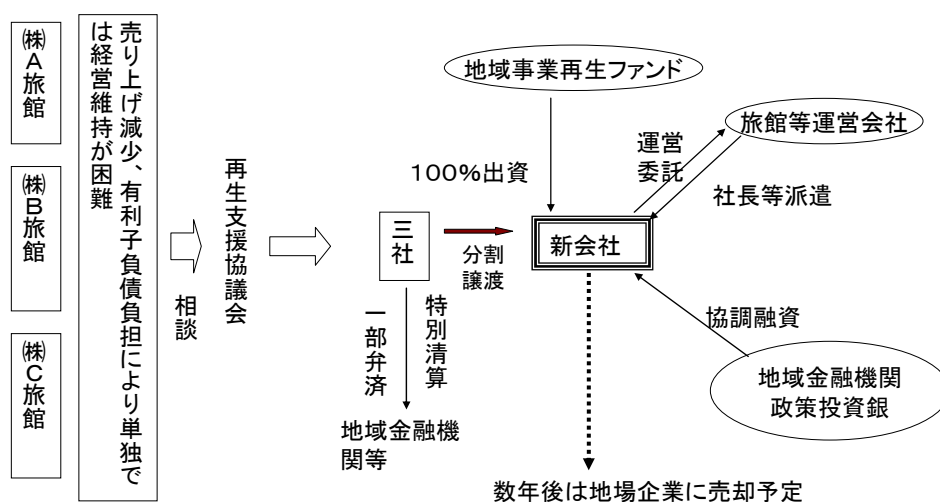 ㈱A旅館
㈱B旅館
㈱C旅館
売り上げ減少、有利子負債負担により単独で
は経営維持が困難
相談
再生支援協議会
三社
分割
譲渡
特別清算
一部弁済
地域金融機
関等
地域事業再生ファンド
100%出資
新会社
運営
委託
旅館等運営会社
社長等派遣
協調融資
地域金融機関
政策投資銀
数年後は地場企業に売却予定